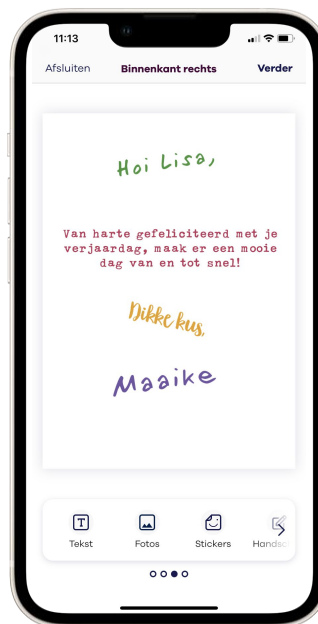 11:13
Afsluiten Binnenkant rechts Verder
Hoi Lisa,
Van harte gefeliciteerd met je
verjaardag, maak er een mooie
dag van en tot snel!
Dikke kus,
Maaike
Tekst Fotos Stickers